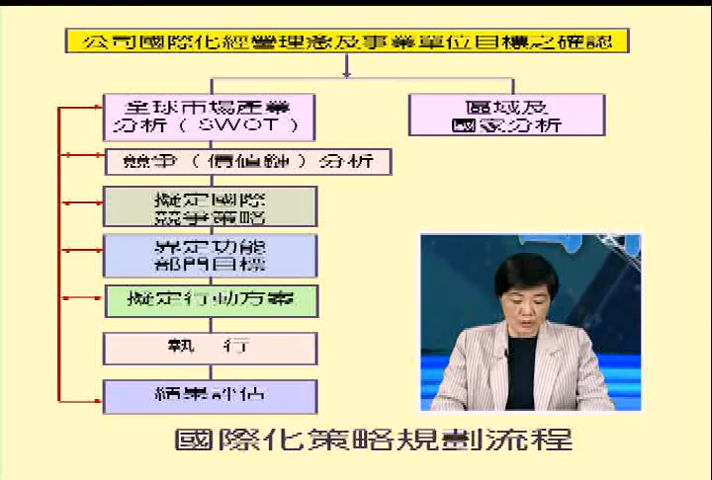 公司國際化經營理念及事業單位目標之確認
全球市場產業
分析（SWOT）
區域及
國家分析
競爭（價值鏈）分析
擬定國際
競爭策略
界定功能
部門目標
擬定行動方案
執 行
結果評估
國際化策略規劃流程